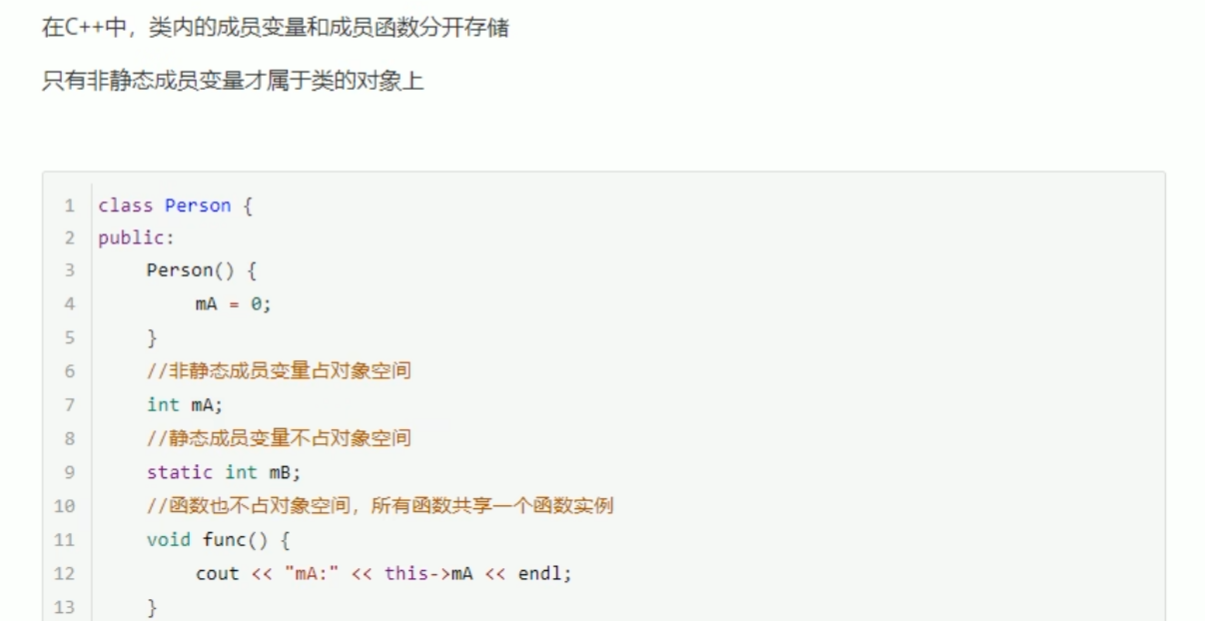 在C++中，类内的成员变量和成员函数分开存储
只有非静态成员变量才属于类的对象上
1 class Person {
2 public:
3 Person() {
4 mA = 0;
5 }
6 //非静态成员变量占对象空间
7 int mA;
8 //静态成员变量不占对象空间
9 static int mB;
10 //函数也不占对象空间，所有函数共享一个函数实例
11 void func() {
12 cout << "mA:" << this->mA << endl;
13 }